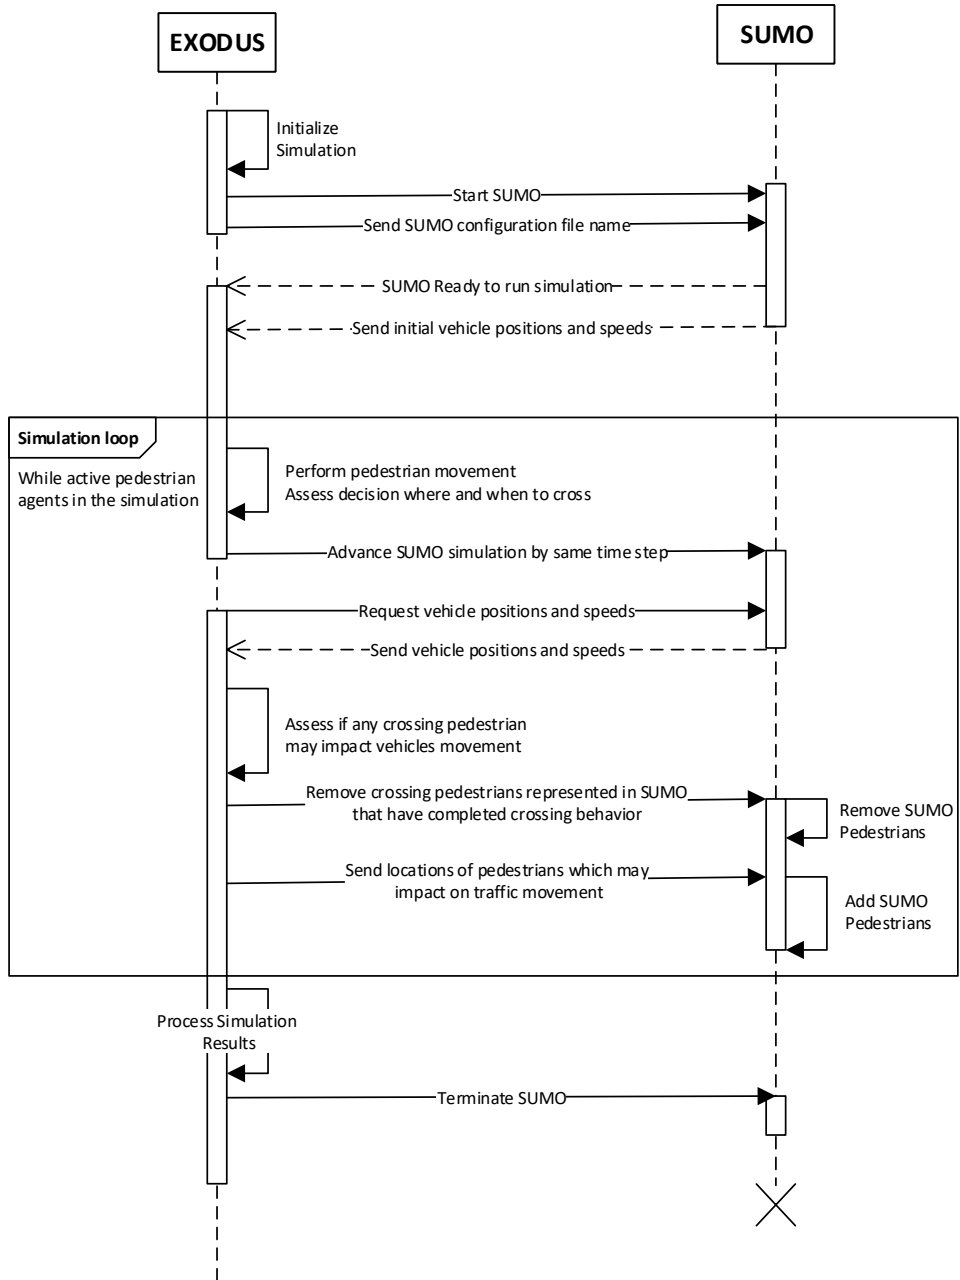 EXODUS
SUMO
Initialize
Simulation
Start SUMO
Send SUMO configuration file name
SUMO Ready to run simulation
Send initial vehicle positions and speeds
Simulation loop
While active pedestrian
agents in the simulation
Perform pedestrian movement
Assess decision where and when to cross
Advance SUMO simulation by same time step
Request vehicle positions and speeds
Send vehicle positions and speeds
Assess if any crossing pedestrian
may impact vehicles movement
Remove crossing pedestrians represented in SUMO
that have completed crossing behavior
Remove SUMO
Pedestrians
Send locations of pedestrians which may
impact on traffic movement
Add SUMO
Pedestrians
Process Simulation
Results
Terminate SUMO